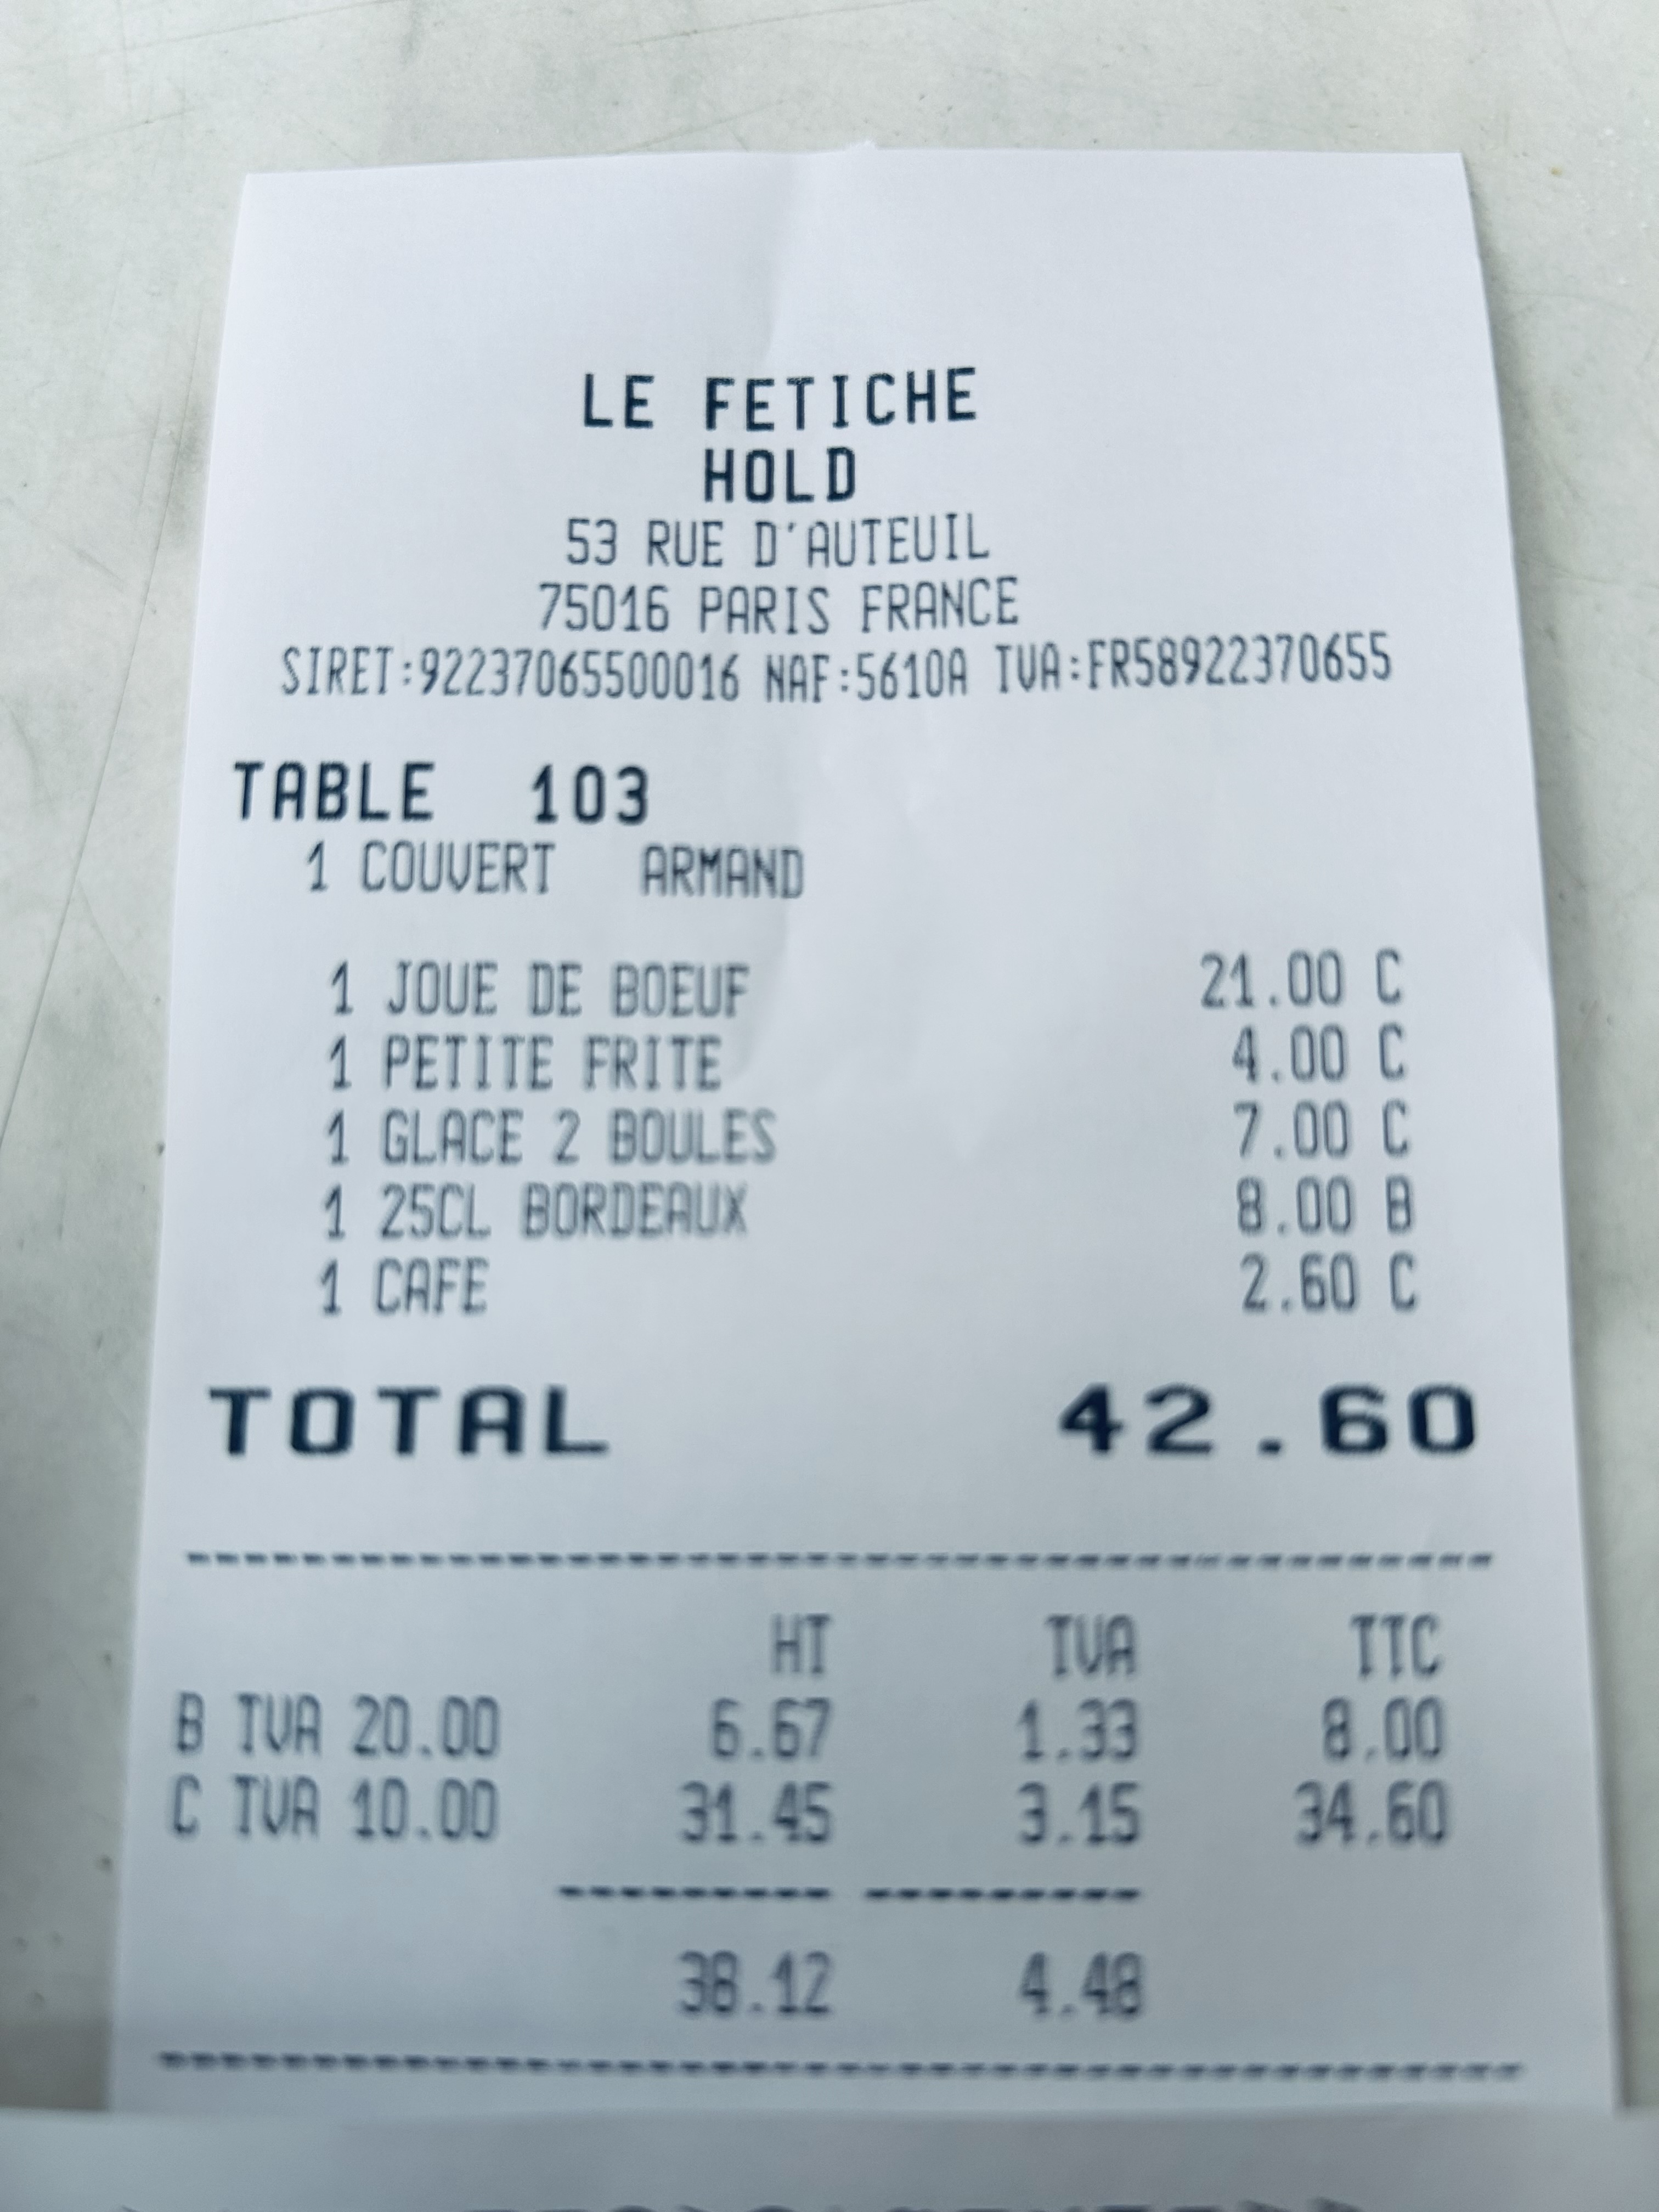 LE FETICHE
HOLD
53 RUE D'AUTEUIL
75016 PARIS FRANCE
SIRET:92237065500016 NAF:5610A TVA:FR58922370655
TABLE 103
1 COUVERT ARMAND
1 JOUE DE BOEUF 21.00 C
1 PETITE FRITE 4.00 C
1 GLACE 2 BOULES 7.00 C
1 25CL BORDEAUX 8.00 B
1 CAFE 2.60 C
TOTAL 42.60
HT TVA TTC
B TVA 20.00 6.67 1.33 8.00
C TVA 10.00 31.45 3.15 34.60
38.12 4.48